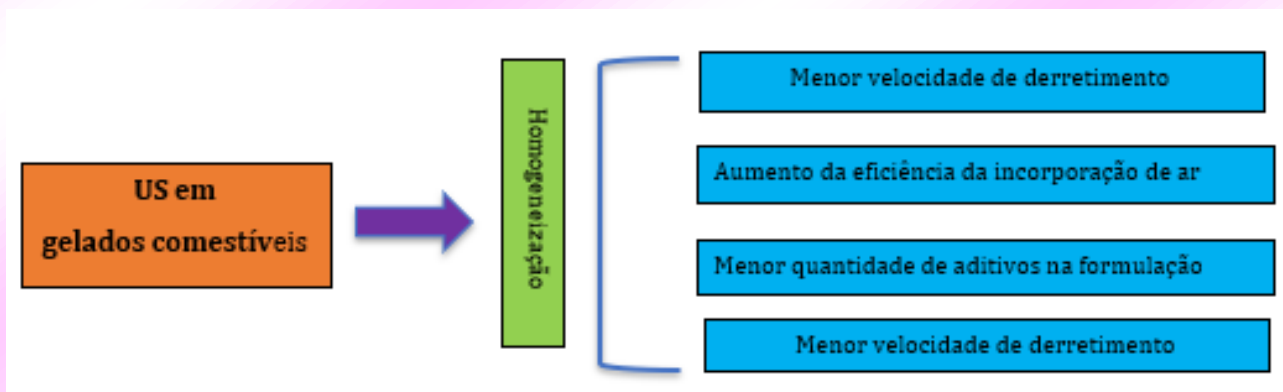 US em
gelados comestíveis
Homogeneização
Menor velocidade de derretimento
Aumento da eficiência da incorporação de ar
Menor quantidade de aditivos na formulação
Menor velocidade de derretimento